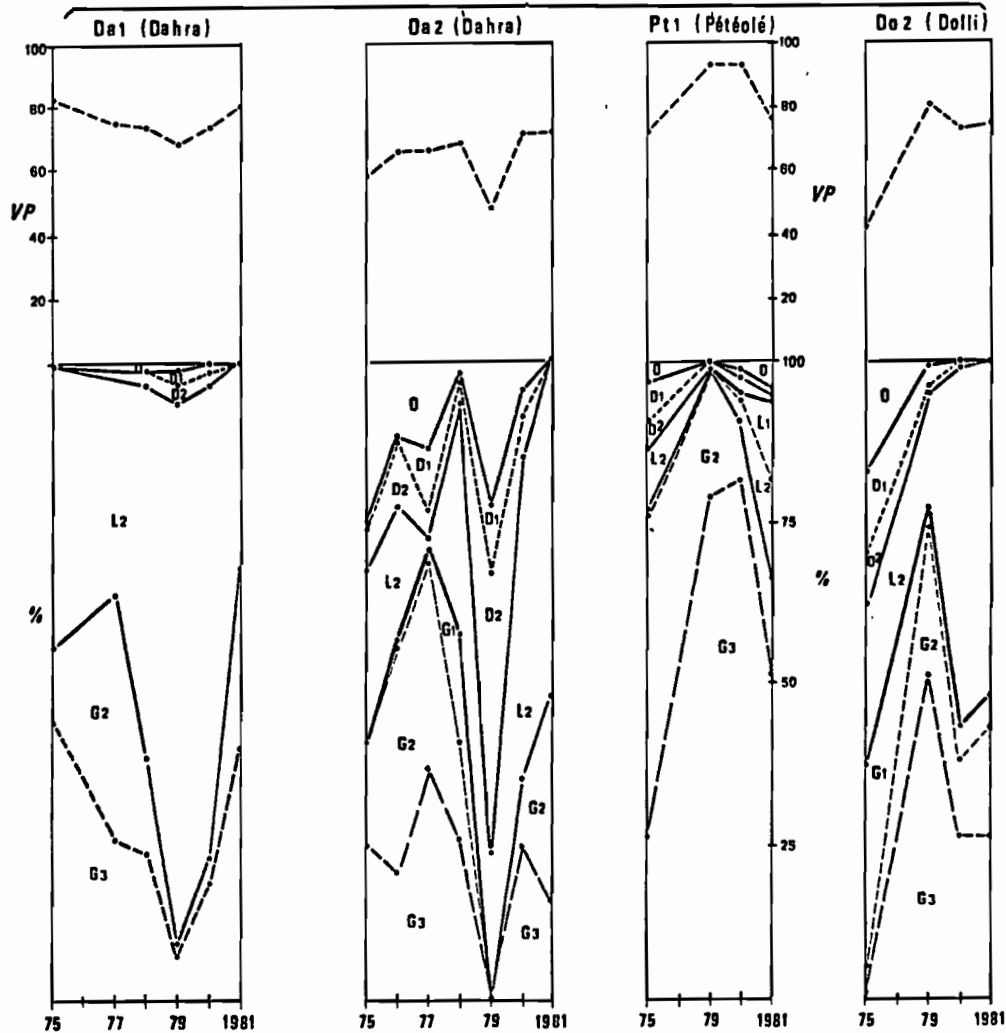 Da1 (Dahra)
Da2 (Dahra)
Pt1 (Pétéolé)
Do2 (Dolli)
100
80
60
VP
40
20
100
80
60
VP
40
20
D1
D2
L2
%
G2
G3
O
D1
D2
L2
G1
G2
G3
D1
D2
L2
G2
G3
100
O
D1
D2
L2
G2
G3
O
L1
L2
75
%
50
25
O
D1
D2
L2
G1
G2
G3
75 77 79 1981
75 77 79 1981
75 79 1981
75 79 1981